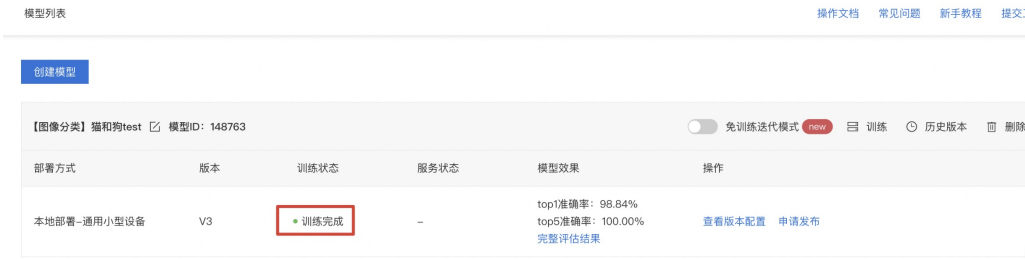 模型列表 操作文档 常见问题 新手教程 提交
创建模型
【图像分类】猫和狗test 模型ID：148763 免训练迭代模式 new 训练 历史版本 删除
部署方式 版本 训练状态 服务状态 模型效果 操作
top1准确率：98.84%
本地部署-通用小型设备 V3 训练完成 - top5准确率：100.00% 查看版本配置 申请发布
完整评估结果